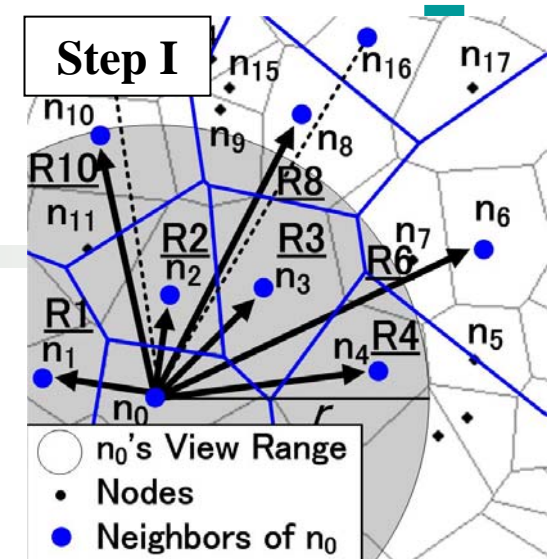 Step I
n15
n16
n17
n10
n9
n8
R10
R8
n11
R2
R3
n7
n6
n2
R6
n3
R1
n1
n4
R4
n5
n0
r
n0's View Range
Nodes
Neighbors of n0